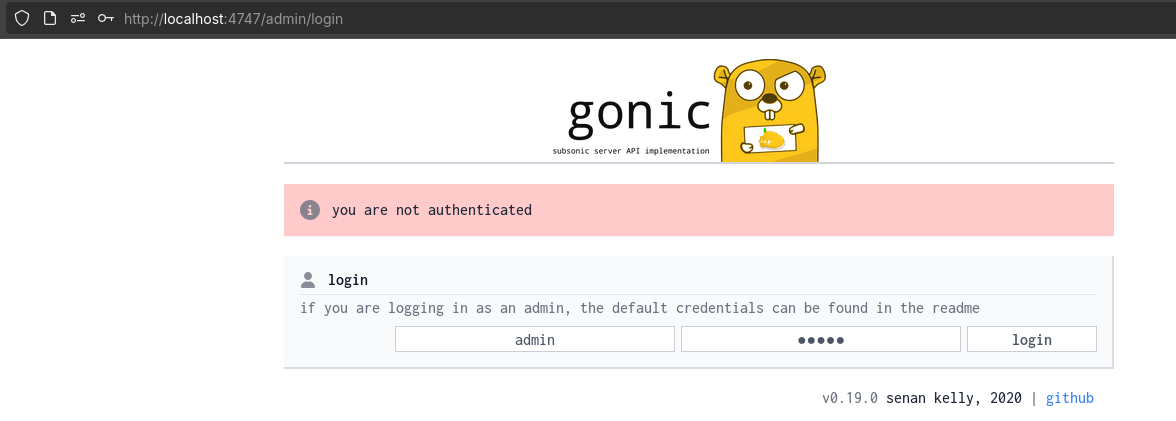 http://localhost:4747/admin/login
gonic
subsonic server API implementation
you are not authenticated
login
if you are logging in as an admin, the default credentials can be found in the readme
admin ●●●●● login
v0.19.0 senan kelly, 2020 | github